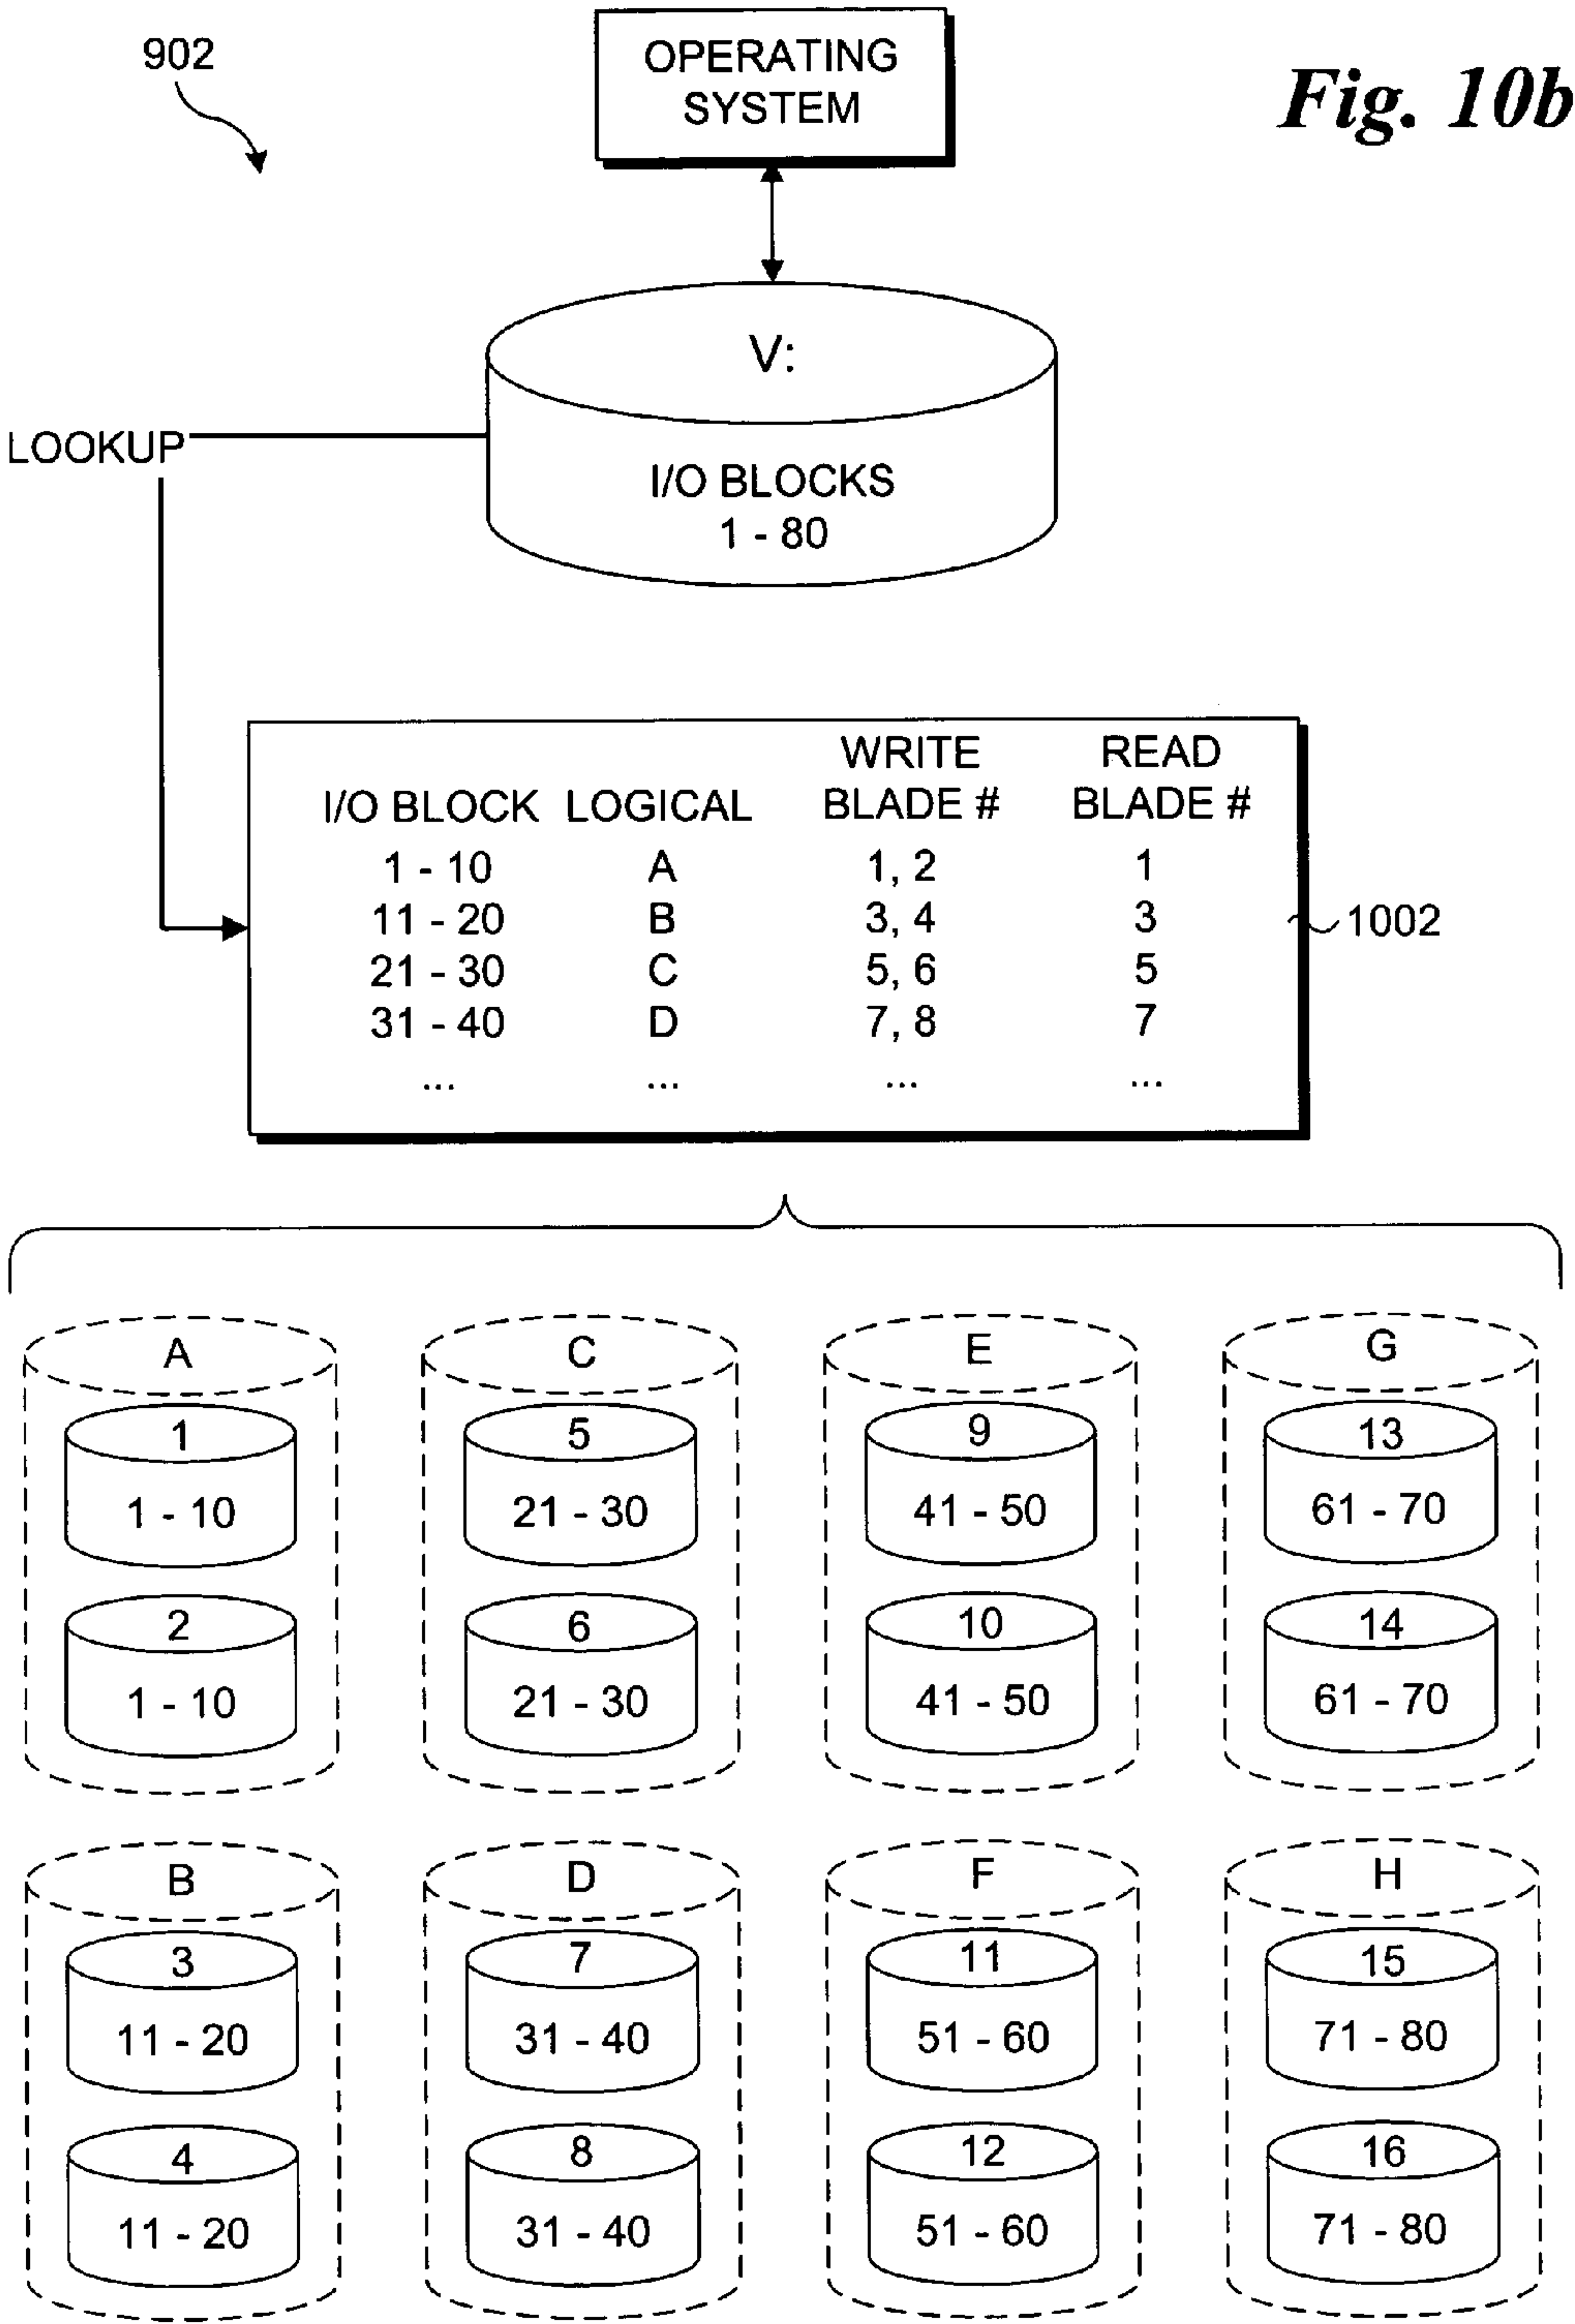 902
OPERATING
SYSTEM
Fig. 10b
V:
LOOKUP
I/O BLOCKS
1 - 80
WRITE READ
I/O BLOCK LOGICAL BLADE # BLADE #
1 - 10 A 1, 2 1
11 - 20 B 3, 4 3
21 - 30 C 5, 6 5
31 - 40 D 7, 8 7
... ... ... ...
1002
A C E G
1 5 9 13
1 - 10 21 - 30 41 - 50 61 - 70
2 6 10 14
1 - 10 21 - 30 41 - 50 61 - 70
B D F H
3 7 11 15
11 - 20 31 - 40 51 - 60 71 - 80
4 8 12 16
11 - 20 31 - 40 51 - 60 71 - 80